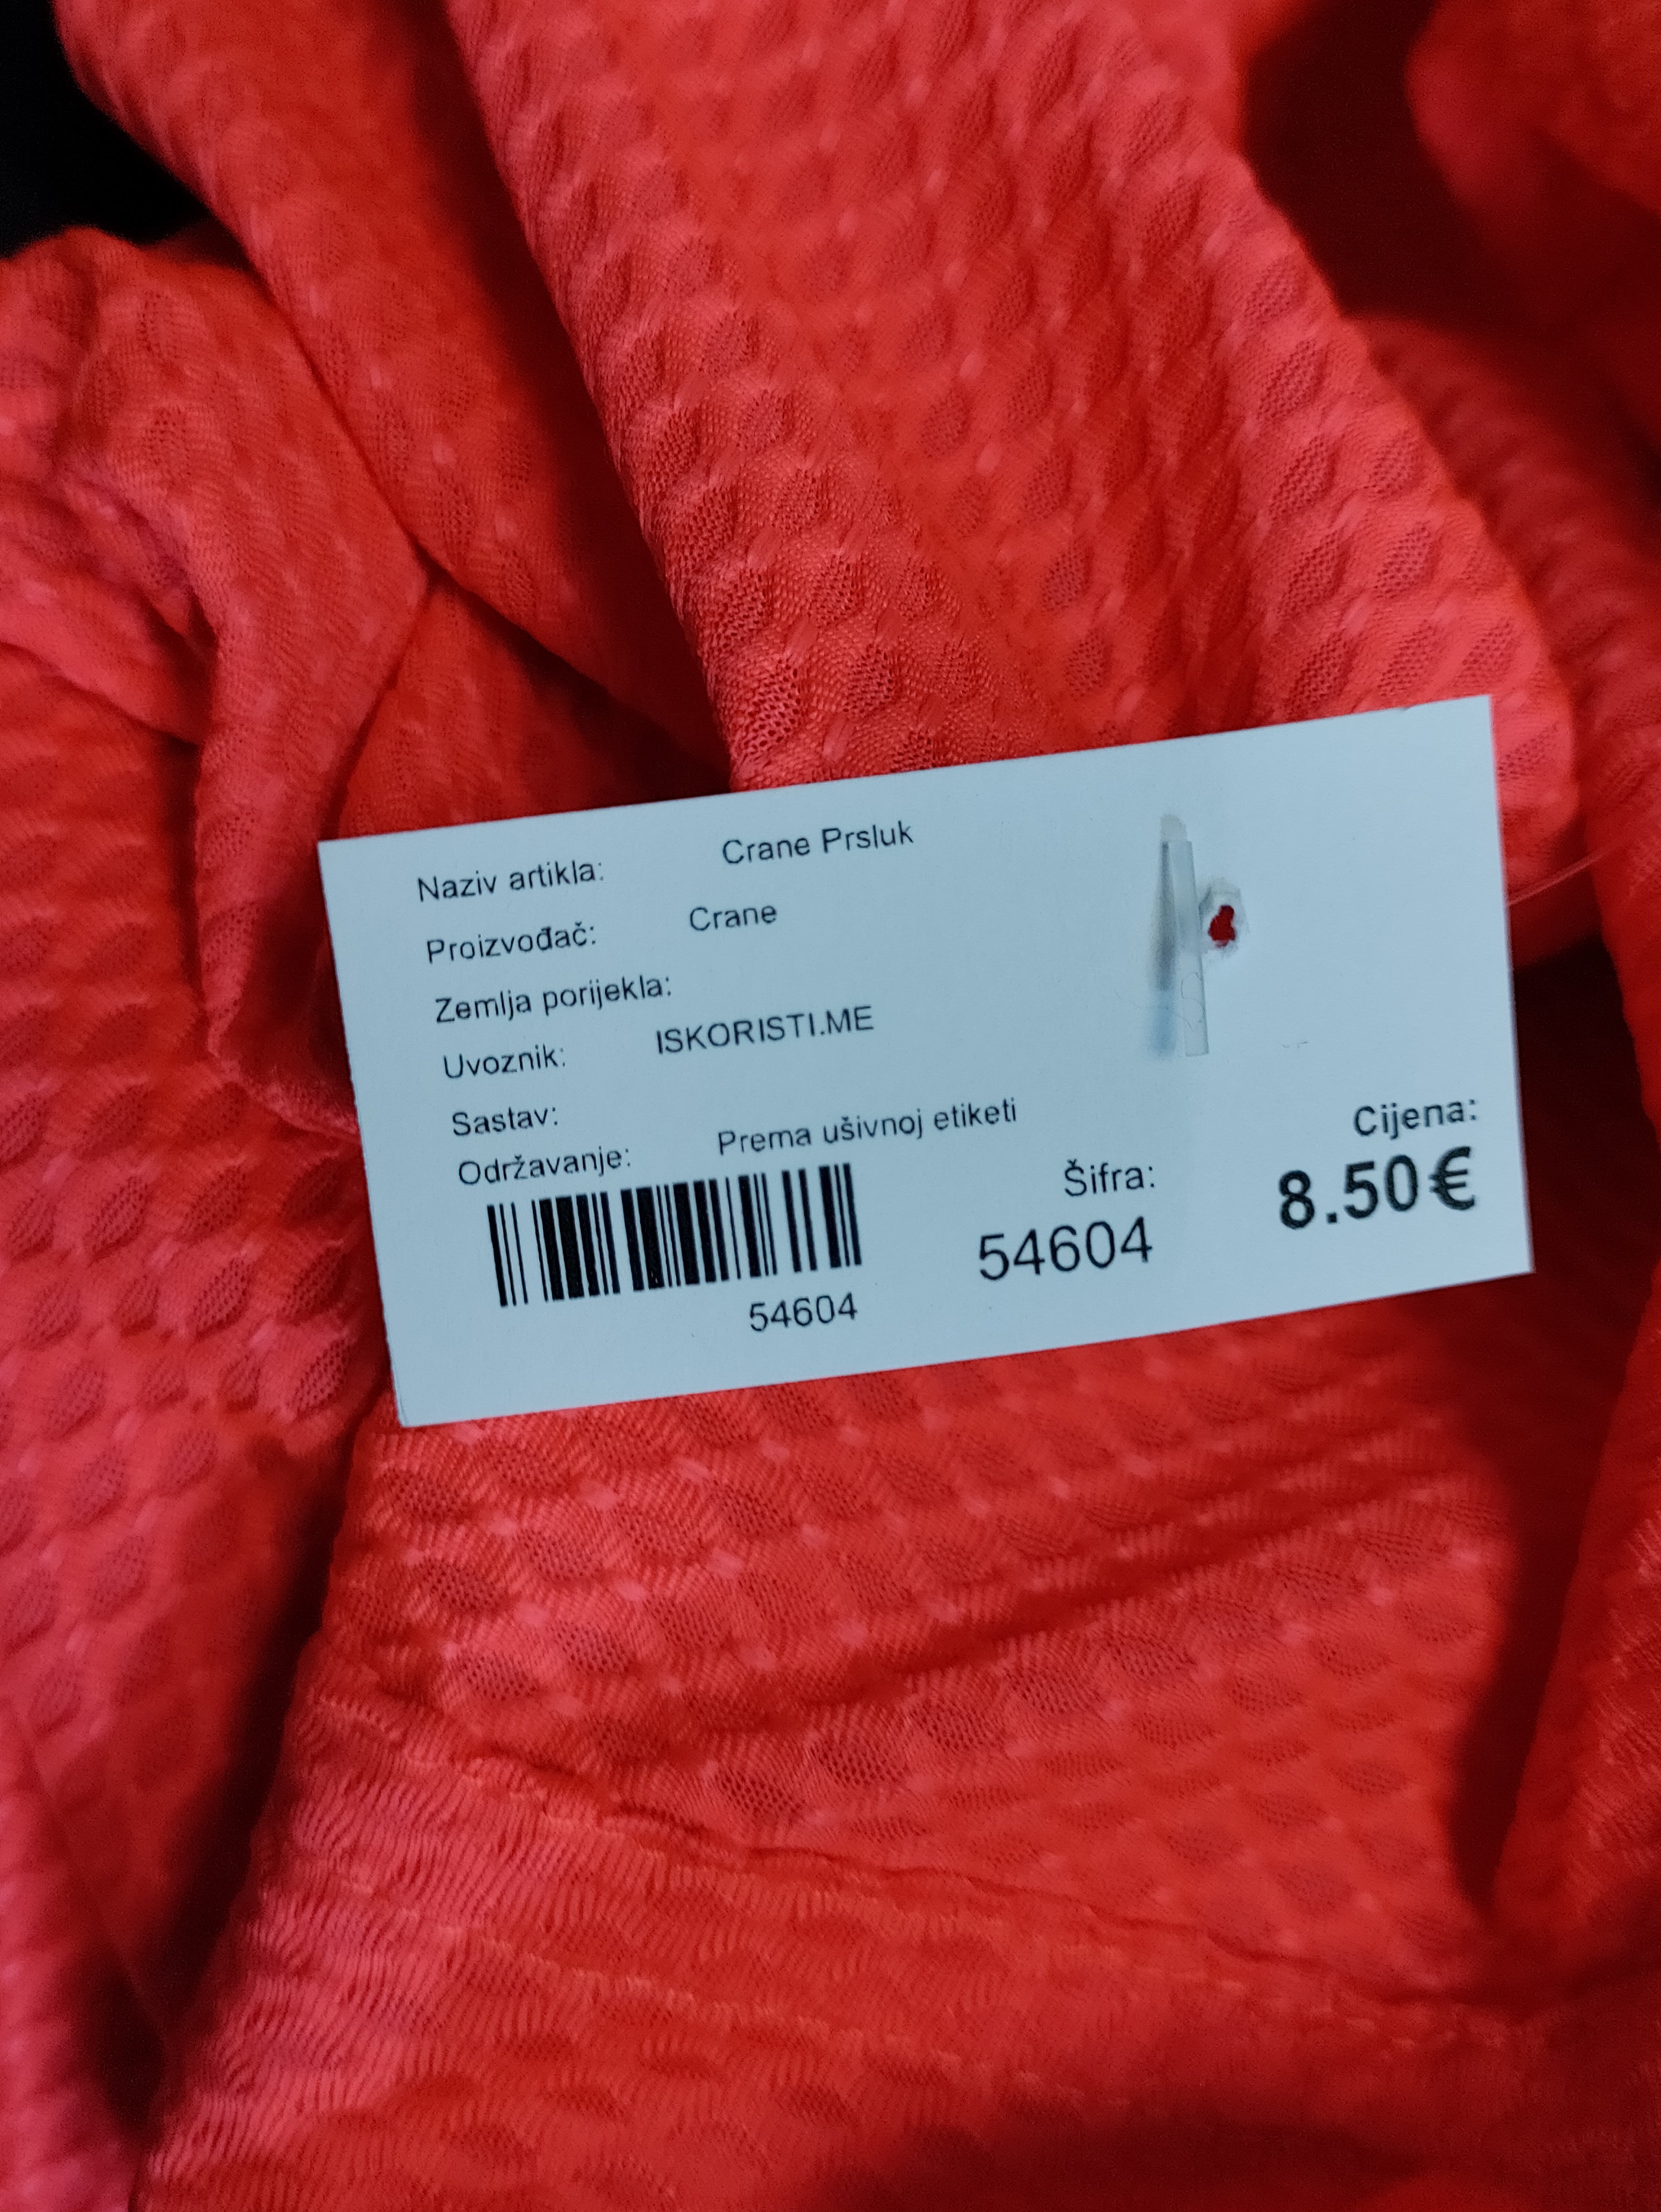 Naziv artikla: Crane Prsluk
Proizvođač: Crane
Zemlja porijekla:
Uvoznik: ISKORISTI.ME
Sastav:
Održavanje: Prema ušivnoj etiketi
54604
Šifra:
54604
Cijena:
8.50€